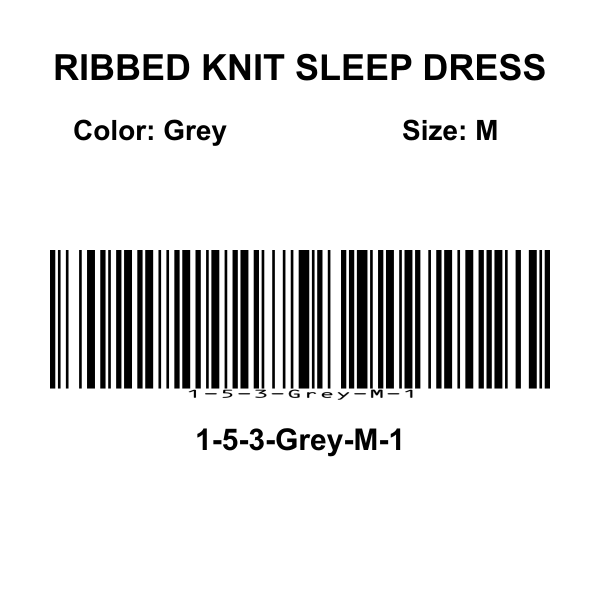 RIBBED KNIT SLEEP DRESS
Color: Grey Size: M
1-5-3-Grey-M-1
1-5-3-Grey-M-1